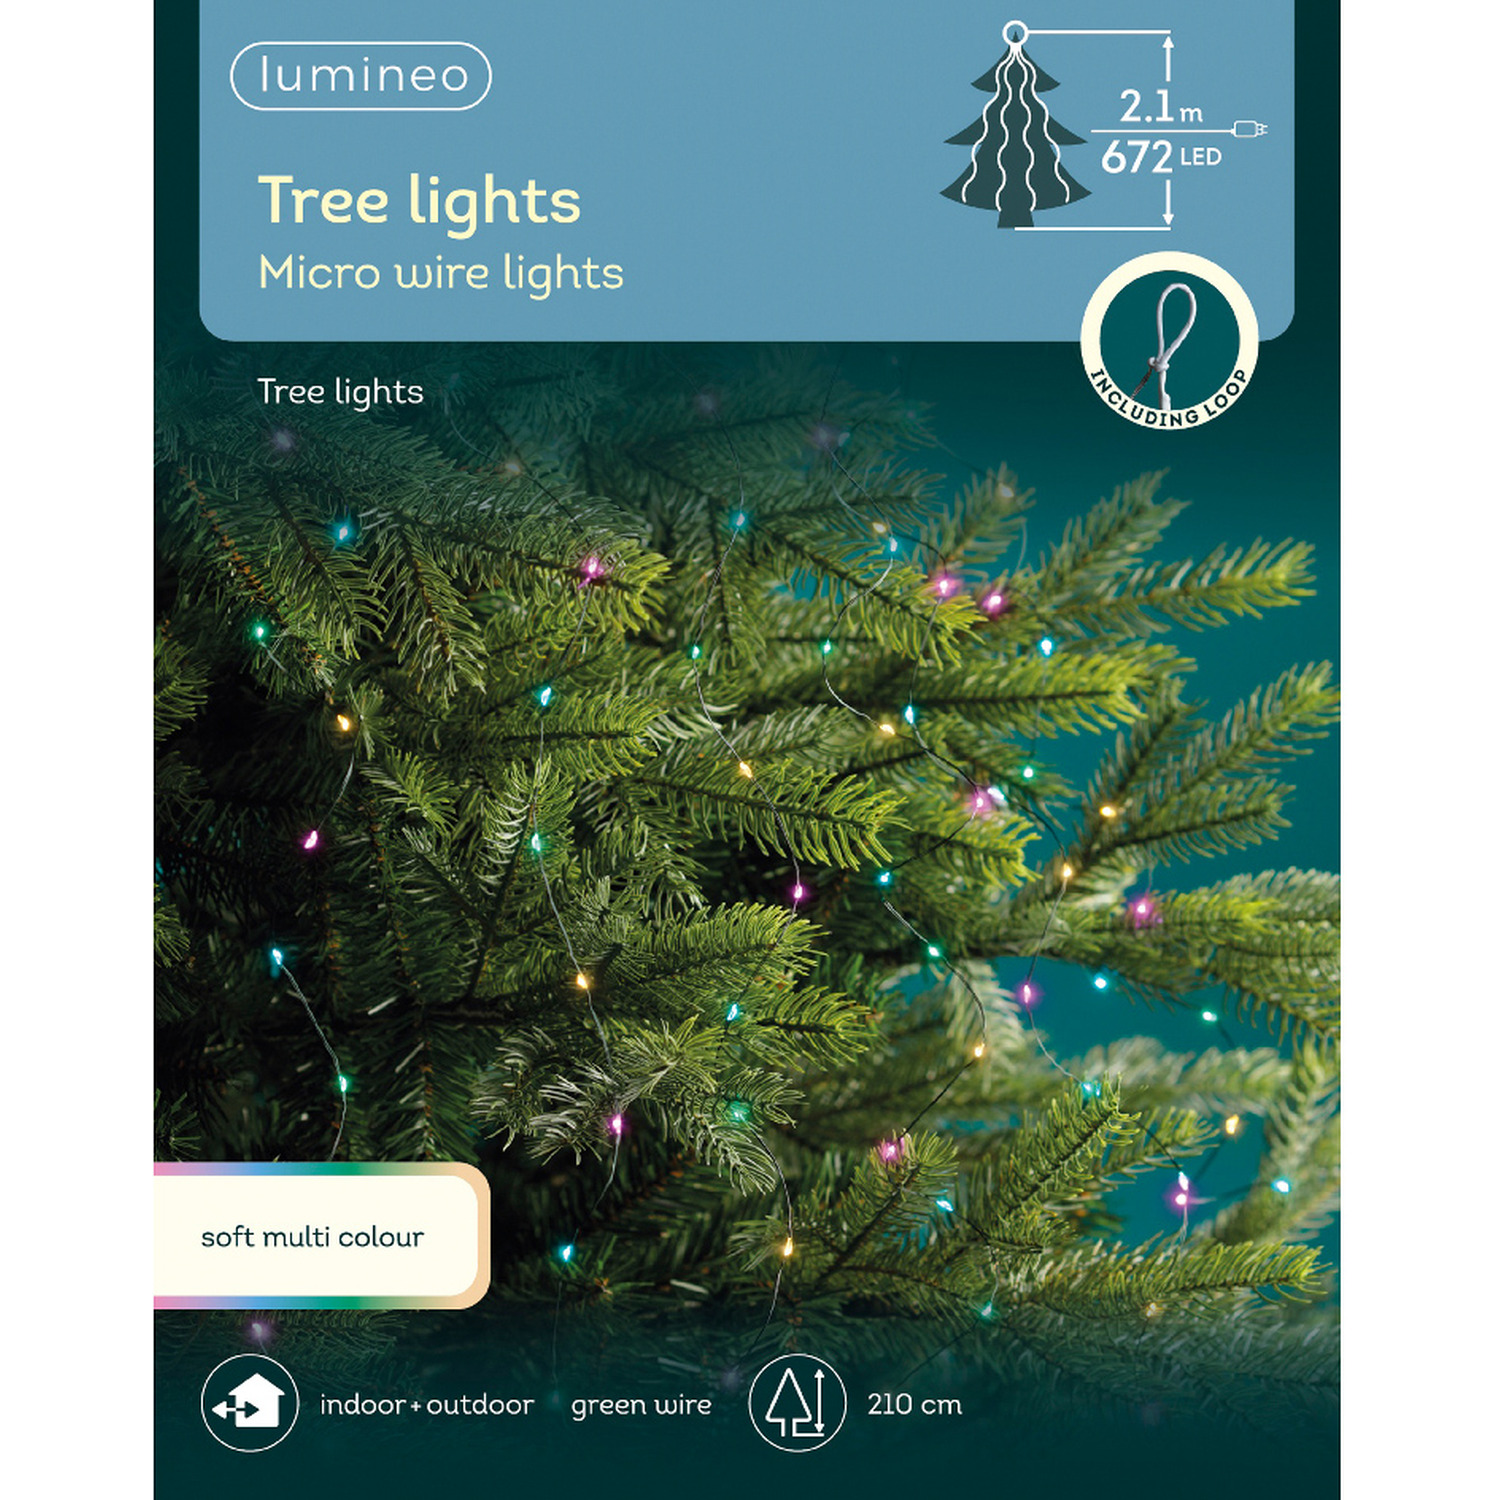 lumineo
2.1 m
672 LED
Tree lights
Micro wire lights
INCLUDING LOOP
Tree lights
soft multi colour
indoor+outdoor
green wire
210 cm